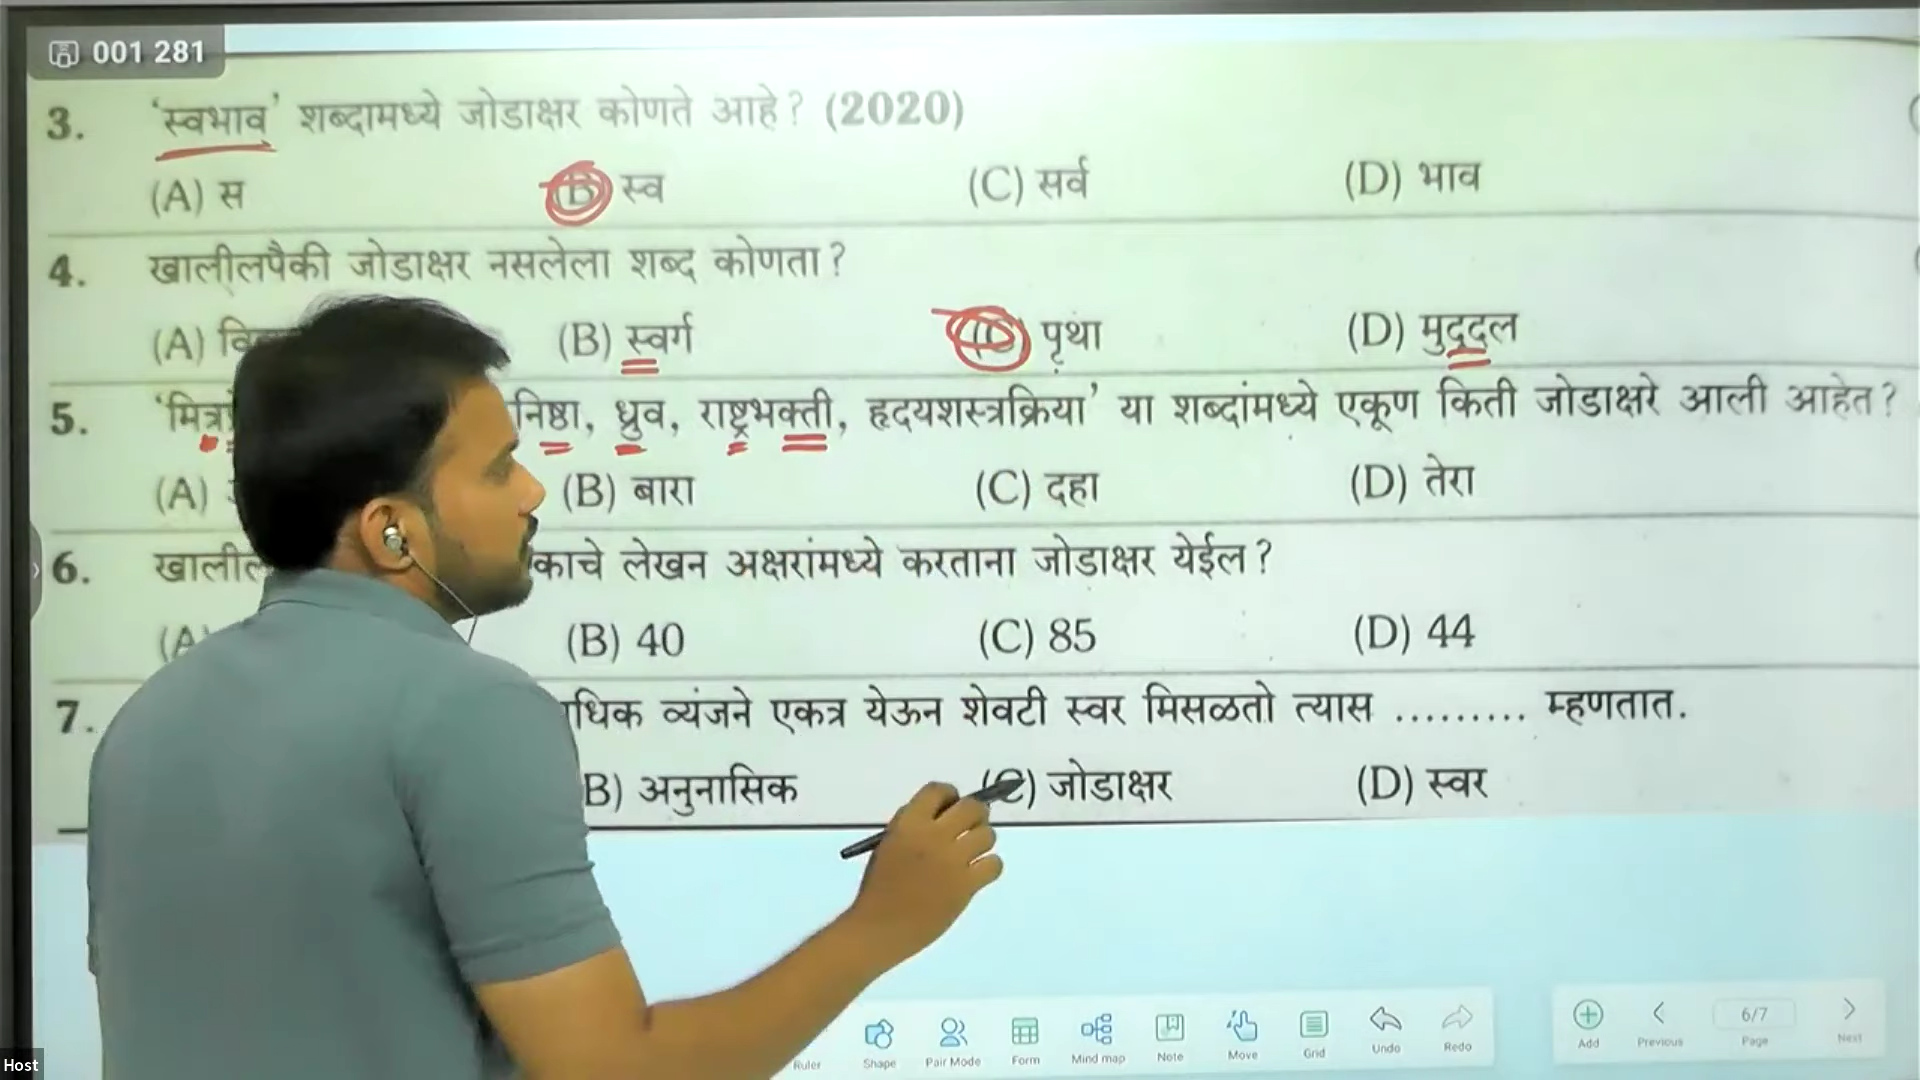 001 281
3. 'स्वभाव' शब्दामध्ये जोडाक्षर कोणते आहे? (2020)
(A) स (B) स्व (C) सर्व (D) भाव
4. खालीलपैकी जोडाक्षर नसलेला शब्द कोणता?
(A) (B) स्वर्ग (C) पृथा (D) मुद्दल
5. निष्ठा, ध्रुव, राष्ट्रभक्ती, हृदयशस्त्रक्रिया' या शब्दांमध्ये एकूण किती जोडाक्षरे आली आहेत?
(A) (B) बारा (C) दहा (D) तेरा
6. लेखन अक्षरांमध्ये करताना जोडाक्षर येईल?
(B) 40 (C) 85 (D) 44
7. व्यंजने एकत्र येऊन शेवटी स्वर मिसळतो त्यास ......... म्हणतात.
B) अनुनासिक (C) जोडाक्षर (D) स्वर
Ruler Shape Pair Mode Form Mind map Note Move Grid Undo Redo Add Previous 6/7 Page Next
Host